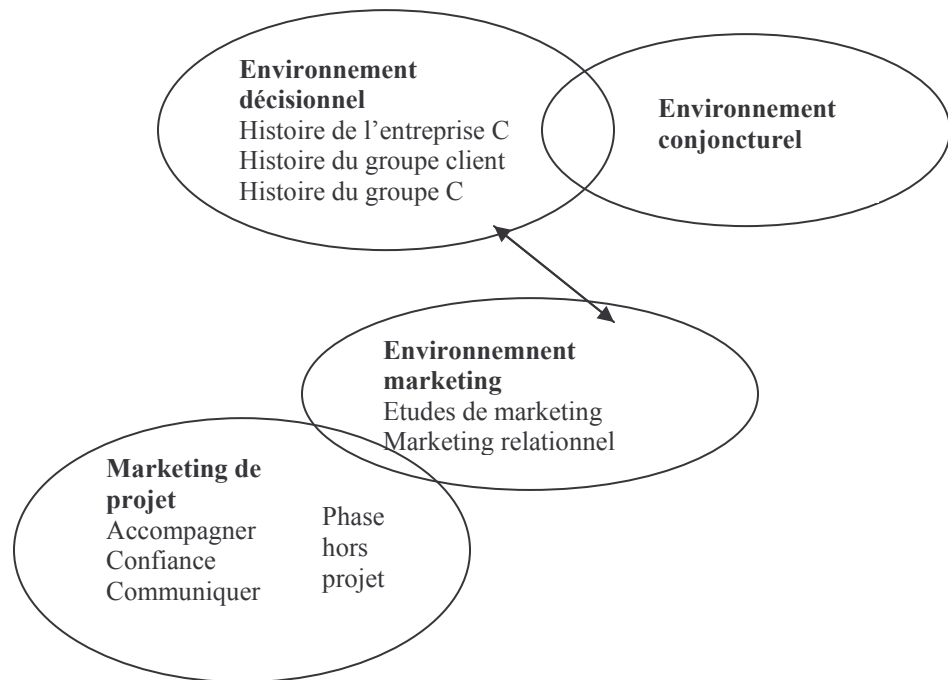 Environnement
décisionnel
Histoire de l'entreprise C
Histoire du groupe client
Histoire du groupe C
Environnement
conjoncturel
Environnemnent
marketing
Etudes de marketing
Marketing relationnel
Marketing de
projet
Accompagner
Confiance
Communiquer
Phase
hors
projet